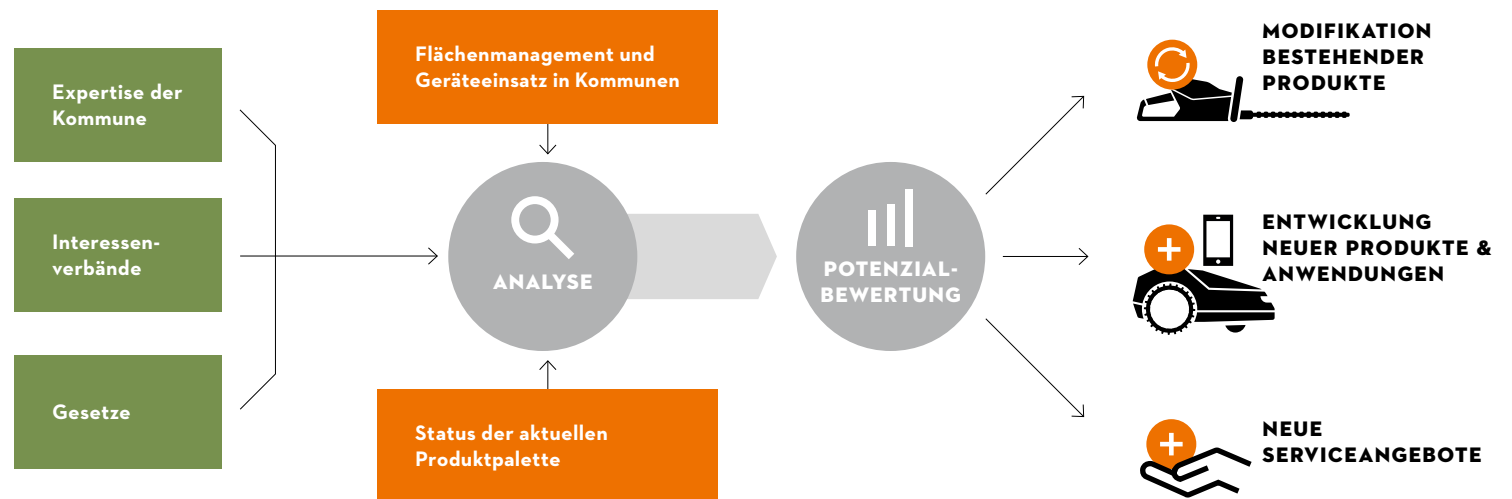 Expertise der
Kommune
Interessen-
verbände
Gesetze
Flächenmanagement und
Geräteeinsatz in Kommunen
ANALYSE
Status der aktuellen
Produktpalette
POTENZIAL-
BEWERTUNG
MODIFIKATION
BESTEHENDER
PRODUKTE
ENTWICKLUNG
NEUER PRODUKTE &
ANWENDUNGEN
NEUE
SERVICEANGEBOTE